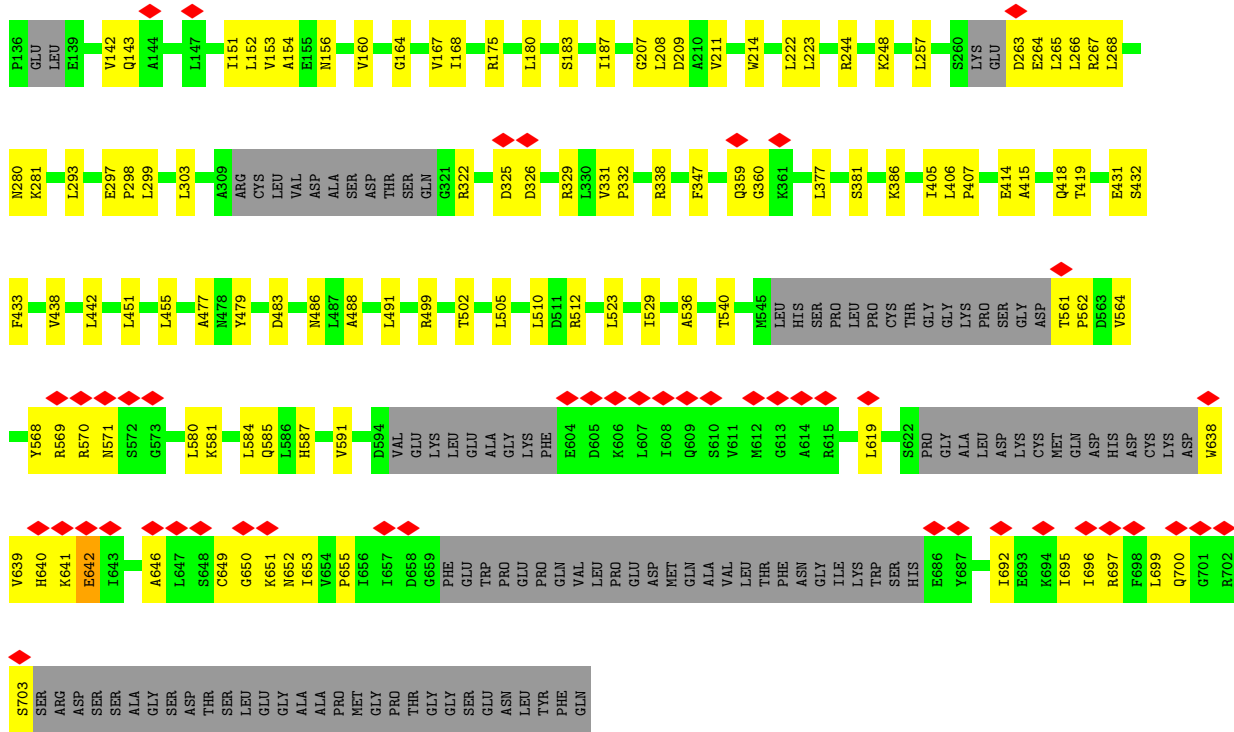 P136 GLU LEU E139 V142 Q143 A144 L147 I151 L152 V153 A154 E155 N156 V160 G164 V167 I168 R175 L180 S183 I187 G207 L208 D209 A210 V211 W214 L222 L223 R244 K248 L257 S260 LYS GLU D263 E264 L265 L266 R267 L268
N280 K281 L293 E297 P298 L299 L303 A309 ARG CYS LEU VAL ASP ALA SER ASP THR SER GLN G321 R322 D325 D326 R329 L330 V331 P332 R338 F347 Q359 G360 K361 L377 S381 K386 I405 L406 P407 E414 A415 Q418 T419 E431 S432
F433 V438 L442 L451 L455 A477 N478 Y479 D483 N486 L487 A488 L491 R499 T502 L505 L510 D511 R512 L523 I529 A536 T540 M545 LEU HIS SER PRO LEU PRO CYS THR GLY GLY LYS PRO SER GLY ASP T561 P562 D563 V564
Y568 R569 R570 N571 S572 G573 L580 K581 L584 Q585 L586 H587 V591 D594 VAL GLU LYS LEU GLU ALA GLY LYS PHE E604 D605 K606 L607 I608 Q609 S610 V611 M612 G613 A614 R615 L619 S622 PRO GLY ALA LEU ASP LYS CYS MET GLN ASP HIS ASP CYS LYS ASP W638
V639 H640 K641 E642 I643 A646 L647 S648 C649 G650 K651 N652 I653 V654 P655 I656 I657 D658 G659 PHE GLU TRP PRO GLU PRO GLN VAL LEU PRO GLU ASP MET GLN ALA VAL LEU THR PHE ASN GLY ILE LYS TRP SER HIS E686 Y687 I692 E693 K694 I695 I696 R697 F698 L699 Q700 G701 R702
S703 SER ARG ASP SER SER ALA GLY SER ASP THR SER LEU GLU GLY ALA ALA PRO MET GLY PRO THR GLY GLY SER GLU ASN LEU TYR PHE GLN